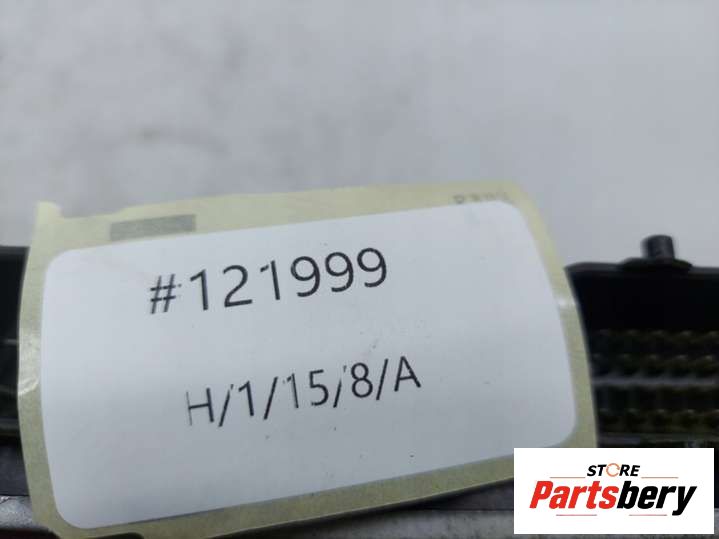 #121999
H/1/15/8/A
STORE
Partsbery